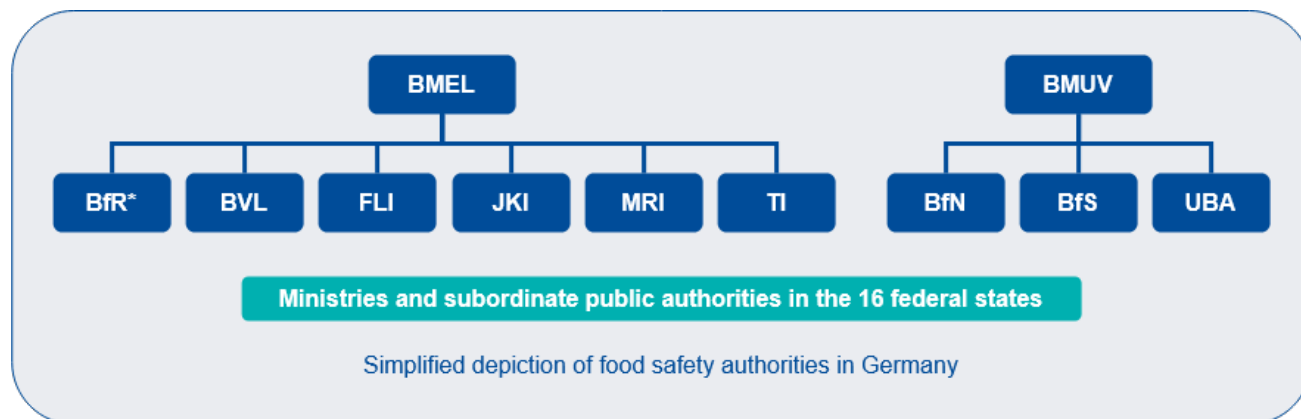 BMEL
BMUV
BfR*
BVL
FLI
JKI
MRI
TI
BfN
BfS
UBA
Ministries and subordinate public authorities in the 16 federal states
Simplified depiction of food safety authorities in Germany